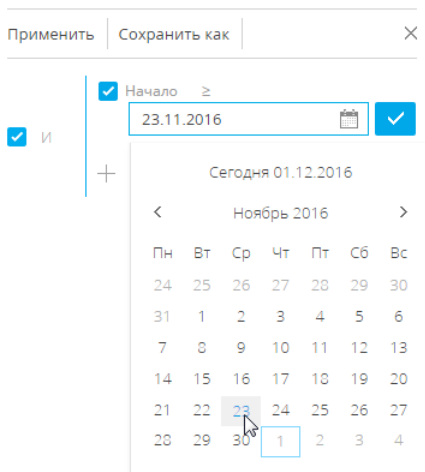 Применить Сохранить как
Начало ≥
23.11.2016
И
Сегодня 01.12.2016
Ноябрь 2016
Пн Вт Ср Чт Пт Сб Вс
24 25 26 27 28 29 30
31 1 2 3 4 5 6
7 8 9 10 11 12 13
14 15 16 17 18 19 20
21 22 23 24 25 26 27
28 29 30 1 2 3 4